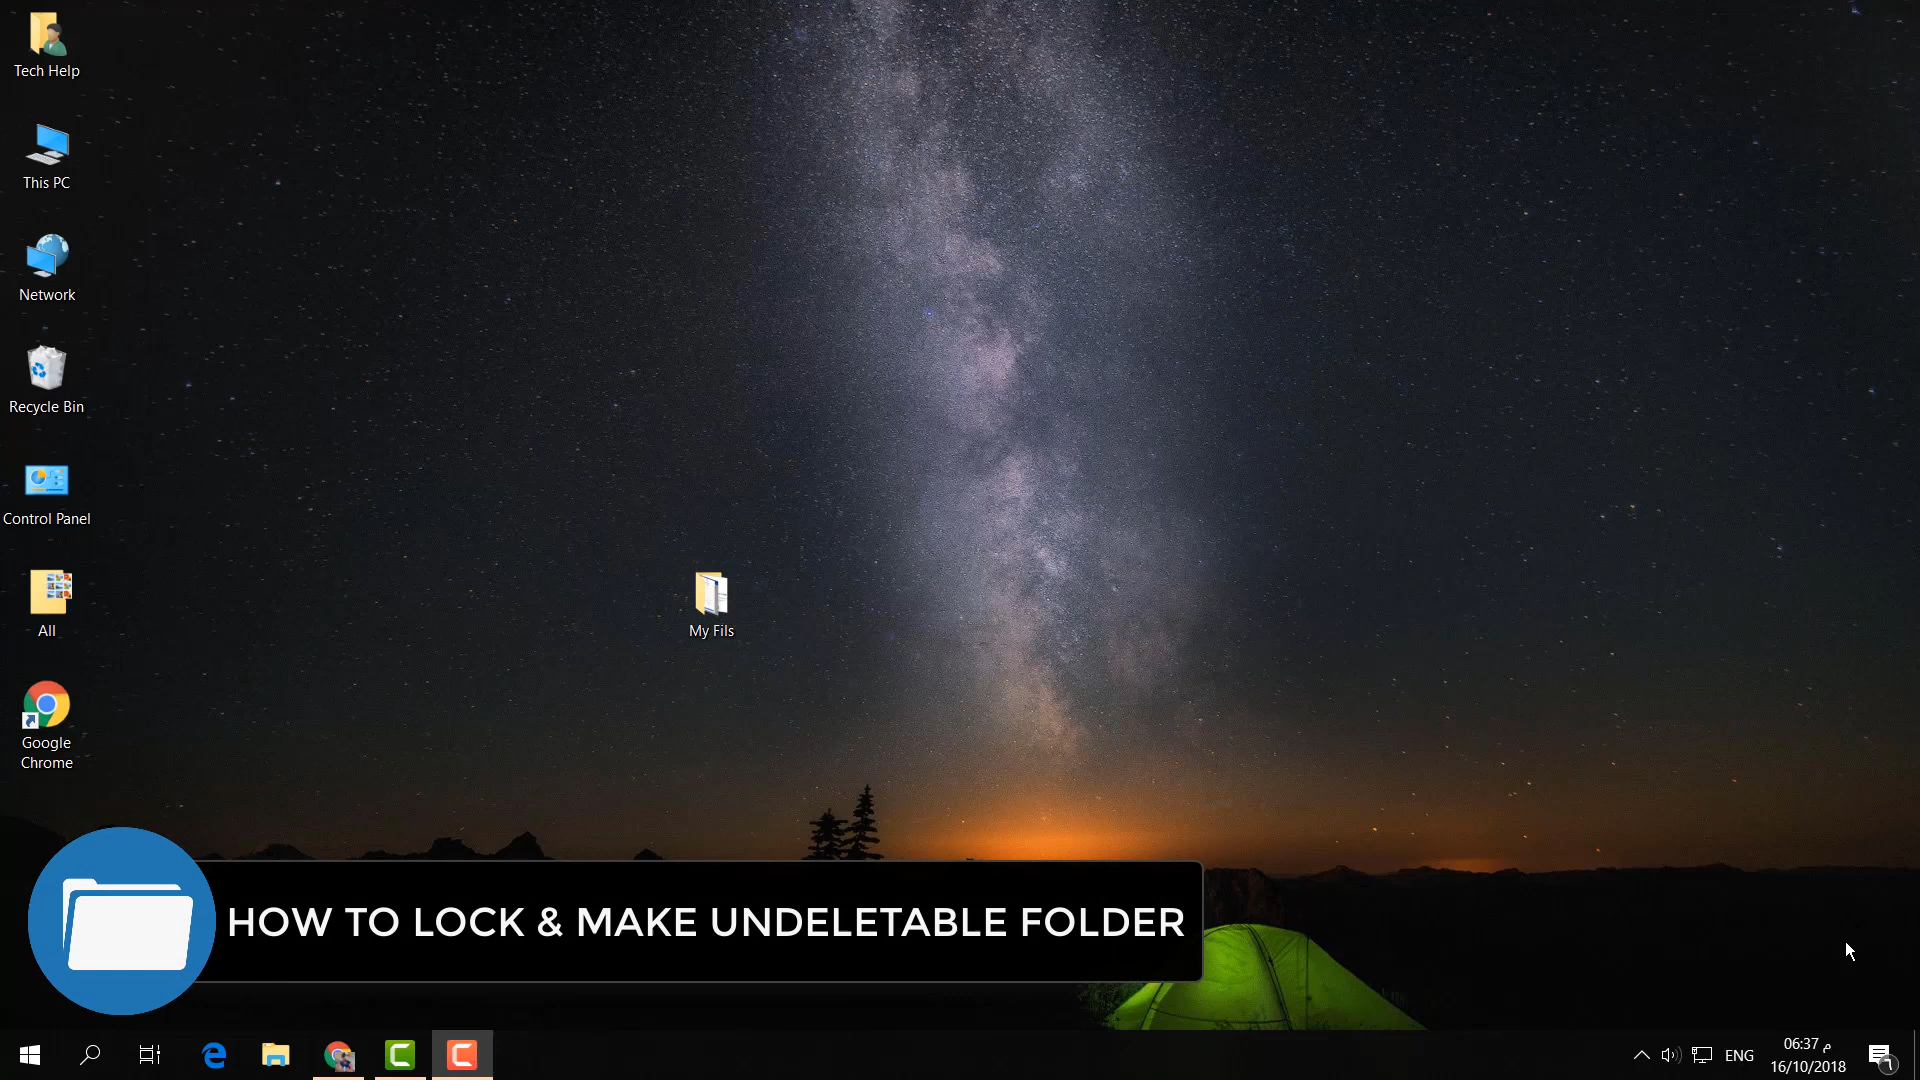 Tech Help
This PC
Network
Recycle Bin
Control Panel
All
Google
Chrome
My Fils
HOW TO LOCK & MAKE UNDELETABLE FOLDER
ENG
06:37 م
16/10/2018
٦